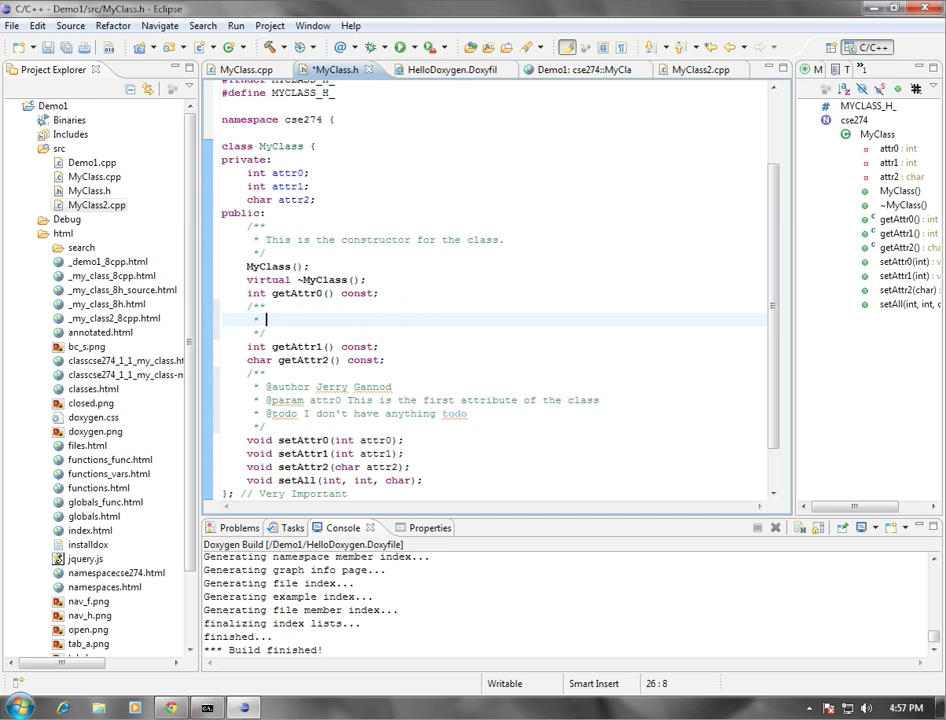 C/C++ - Demo1/src/MyClass.h - Eclipse
File Edit Source Refactor Navigate Search Run Project Window Help
C/C++
Project Explorer
MyClass.cpp
*MyClass.h
HelloDoxygen.Doxyfil
Demo1: cse274::MyCla
MyClass2.cpp
M
T
»1
Demo1
Binaries
Includes
src
Demo1.cpp
MyClass.cpp
MyClass.h
MyClass2.cpp
Debug
html
search
_demo1_8cpp.html
_my_class_8cpp.html
_my_class_8h_source.html
_my_class_8h.html
_my_class2_8cpp.html
annotated.html
bc_s.png
classcse274_1_1_my_class.ht
classcse274_1_1_my_class-m
classes.html
closed.png
doxygen.css
doxygen.png
files.html
functions_func.html
functions_vars.html
functions.html
globals_func.html
globals.html
index.html
installdox
jquery.js
namespacecse274.html
namespaces.html
nav_f.png
nav_h.png
open.png
tab_a.png
#define MYCLASS_H_
namespace cse274 {
class MyClass {
private:
int attr0;
int attr1;
char attr2;
public:
/**
* This is the constructor for the class.
*/
MyClass();
virtual ~MyClass();
int getAttr0() const;
/**
*
*/
int getAttr1() const;
char getAttr2() const;
/**
* @author Jerry Gannod
* @param attr0 This is the first attribute of the class
* @todo I don't have anything todo
*/
void setAttr0(int attr0);
void setAttr1(int attr1);
void setAttr2(char attr2);
void setAll(int, int, char);
}; // Very Important
MYCLASS_H_
cse274
MyClass
attr0 : int
attr1 : int
attr2 : char
MyClass()
~MyClass()
getAttr0() :
getAttr1() :
getAttr2() :
setAttr0(int) : v
setAttr1(int) : v
setAttr2(char) :
setAll(int, int, c
Problems
Tasks
Console
Properties
Doxygen Build [/Demo1/HelloDoxygen.Doxyfile]
Generating namespace member index...
Generating graph info page...
Generating file index...
Generating example index...
Generating file member index...
finalizing index lists...
finished...
*** Build finished!
Writable
Smart Insert
26 : 8
4:57 PM